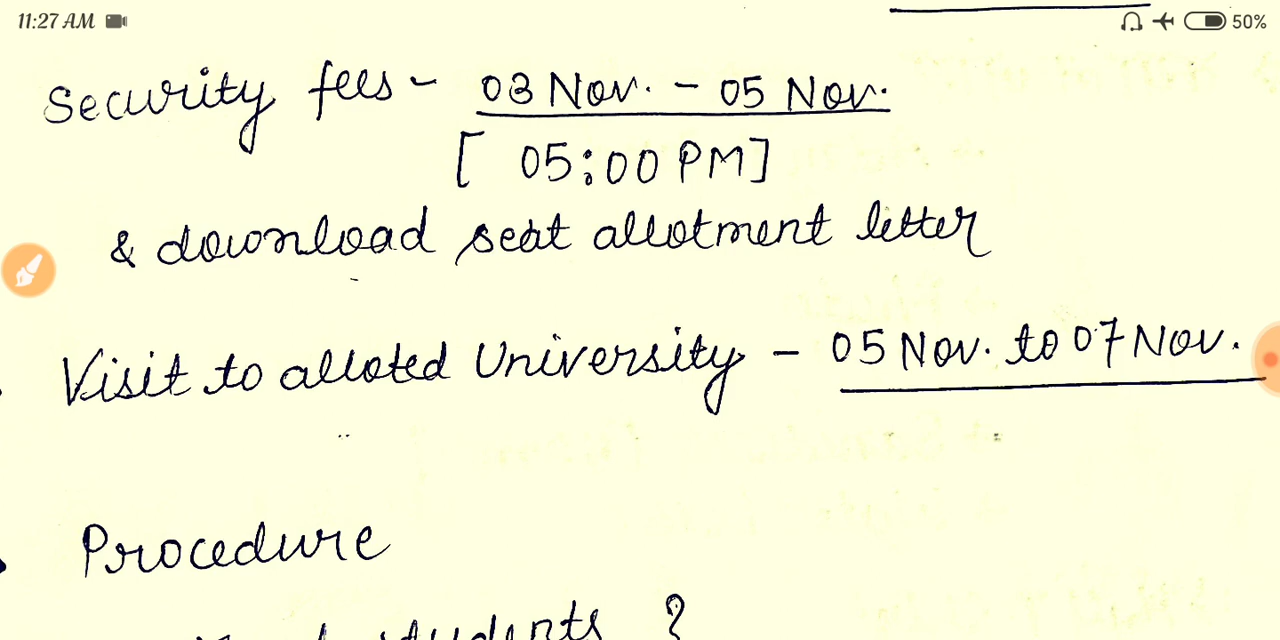 11:27 AM
50%
Security fees - 03 Nov. - 05 Nov.
[ 05:00 PM]
& download seat allotment letter
Visit to alloted University - 05 Nov. to 07 Nov.
Procedure
students ?